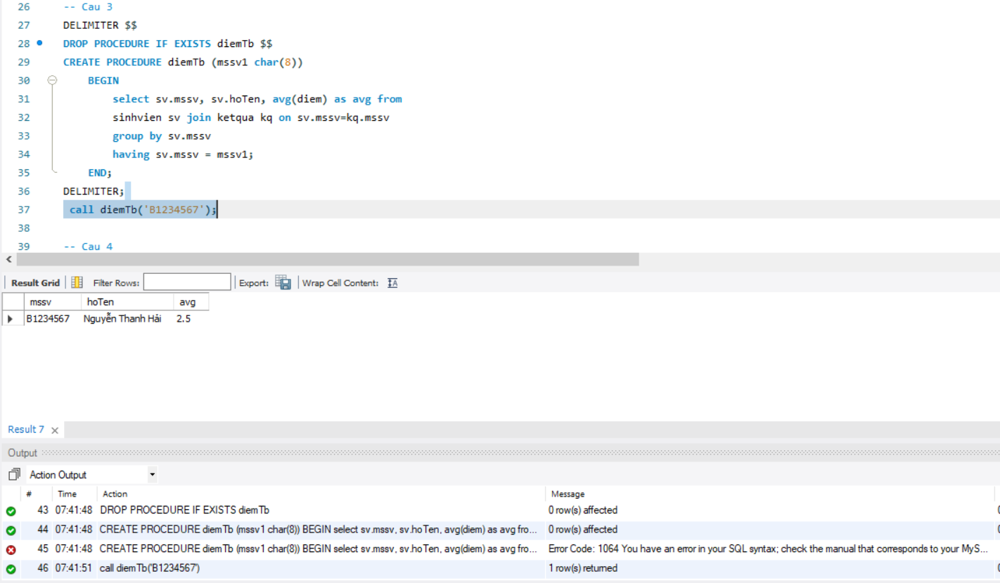 26 -- Cau 3
27 DELIMITER $$
28 DROP PROCEDURE IF EXISTS diemTb $$
29 CREATE PROCEDURE diemTb (mssv1 char(8))
30 BEGIN
31 select sv.mssv, sv.hoTen, avg(diem) as avg from
32 sinhvien sv join ketqua kq on sv.mssv=kq.mssv
33 group by sv.mssv
34 having sv.mssv = mssv1;
35 END;
36 DELIMITER;
37 call diemTb('B1234567');
38
39 -- Cau 4
Result Grid Filter Rows: Export: Wrap Cell Content: IA
mssv hoTen avg
B1234567 Nguyễn Thanh Hải 2.5
Result 7
Output
Action Output
# Time Action Message
43 07:41:48 DROP PROCEDURE IF EXISTS diemTb 0 row(s) affected
44 07:41:48 CREATE PROCEDURE diemTb (mssv1 char(8)) BEGIN select sv.mssv, sv.hoTen, avg(diem) as avg fro... 0 row(s) affected
45 07:41:48 CREATE PROCEDURE diemTb (mssv1 char(8)) BEGIN select sv.mssv, sv.hoTen, avg(diem) as avg fro... Error Code: 1064 You have an error in your SQL syntax; check the manual that corresponds to your MyS...
46 07:41:51 call diemTb('B1234567') 1 row(s) returned